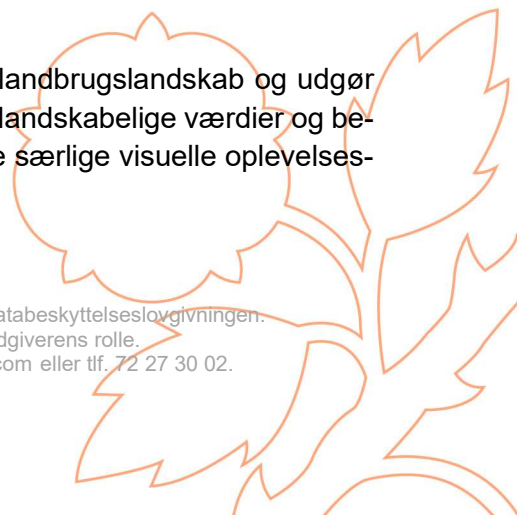 landbrugslandskab og udgør
landskabelige værdier og be-
særlige visuelle oplevelses-
atabeskyttelseslovgivningen.
dgiverens rolle.
com eller tlf. 72 27 30 02.